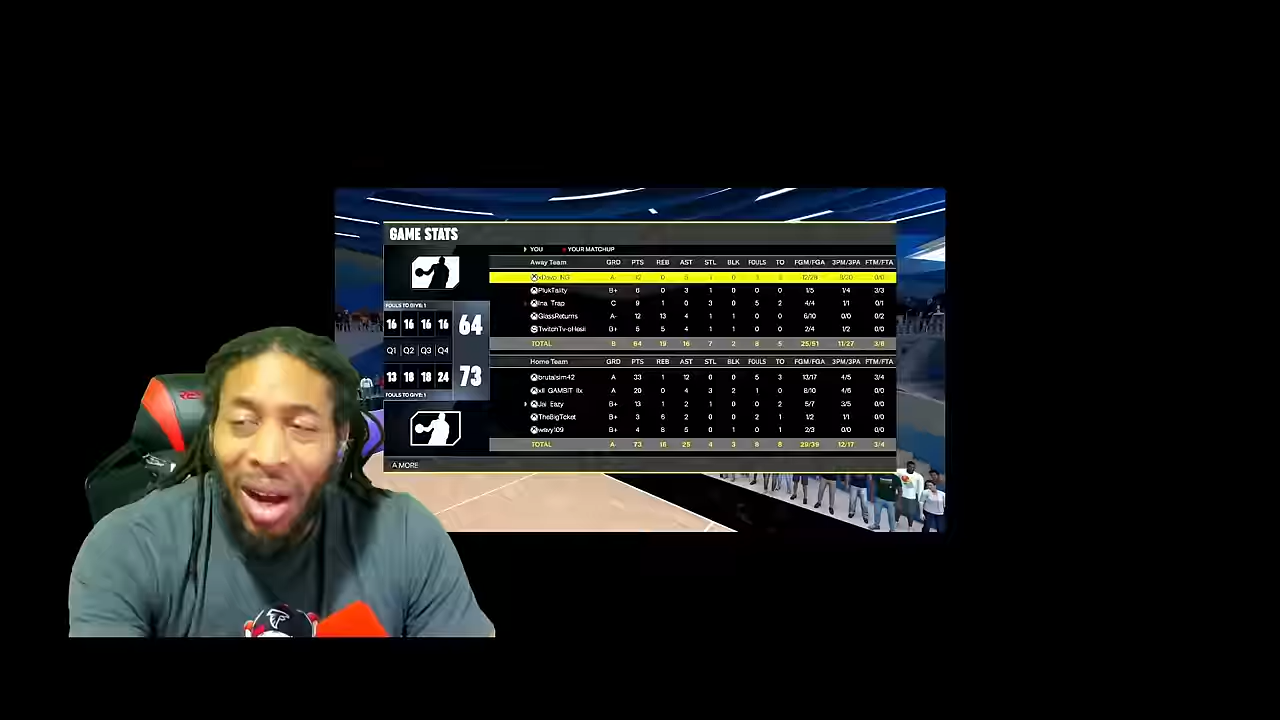 GAME STATS
YOU YOUR MATCHUP
Away Team GRD PTS REB AST STL BLK FOULS TO FGM/FGA 3PM/3PA FTM/FTA
A-
PlukTality B+ 6 0 3 1 0 0 1 1/5 1/4 3/3
Ina Trap C 9 1 0 3 0 5 2 4/4 1/1 0/1
GlassReturns A- 12 13 4 1 1 0 0 6/10 0/0 0/2
B+ 5 5 4 1 1 0 0 2/4 1/2 0/0
TOTAL B 64 19 16 7 2 8 5 25/51 11/27 3/8
FOULS TO GIVE: 1
16 16 16 16 64
Q1 Q2 Q3 Q4
13 18 18 24 73
FOULS TO GIVE: 1
Home Team GRD PTS REB AST STL BLK FOULS TO FGM/FGA 3PM/3PA FTM/FTA
brutalsim42 A 33 1 12 0 0 5 3 13/17 4/5 3/4
GAMBIT A 20 0 4 3 2 1 0 8/10 4/6 0/0
Jai Eazy B+ 13 1 2 1 0 0 2 5/7 3/5 0/0
TheBigTicket B+ 3 6 2 0 0 2 1 1/2 1/1 0/0
wavy109 B+ 4 8 5 0 1 0 1 2/3 0/0 0/0
TOTAL A 73 16 25 4 3 8 8 29/39 12/17 3/4
A MORE